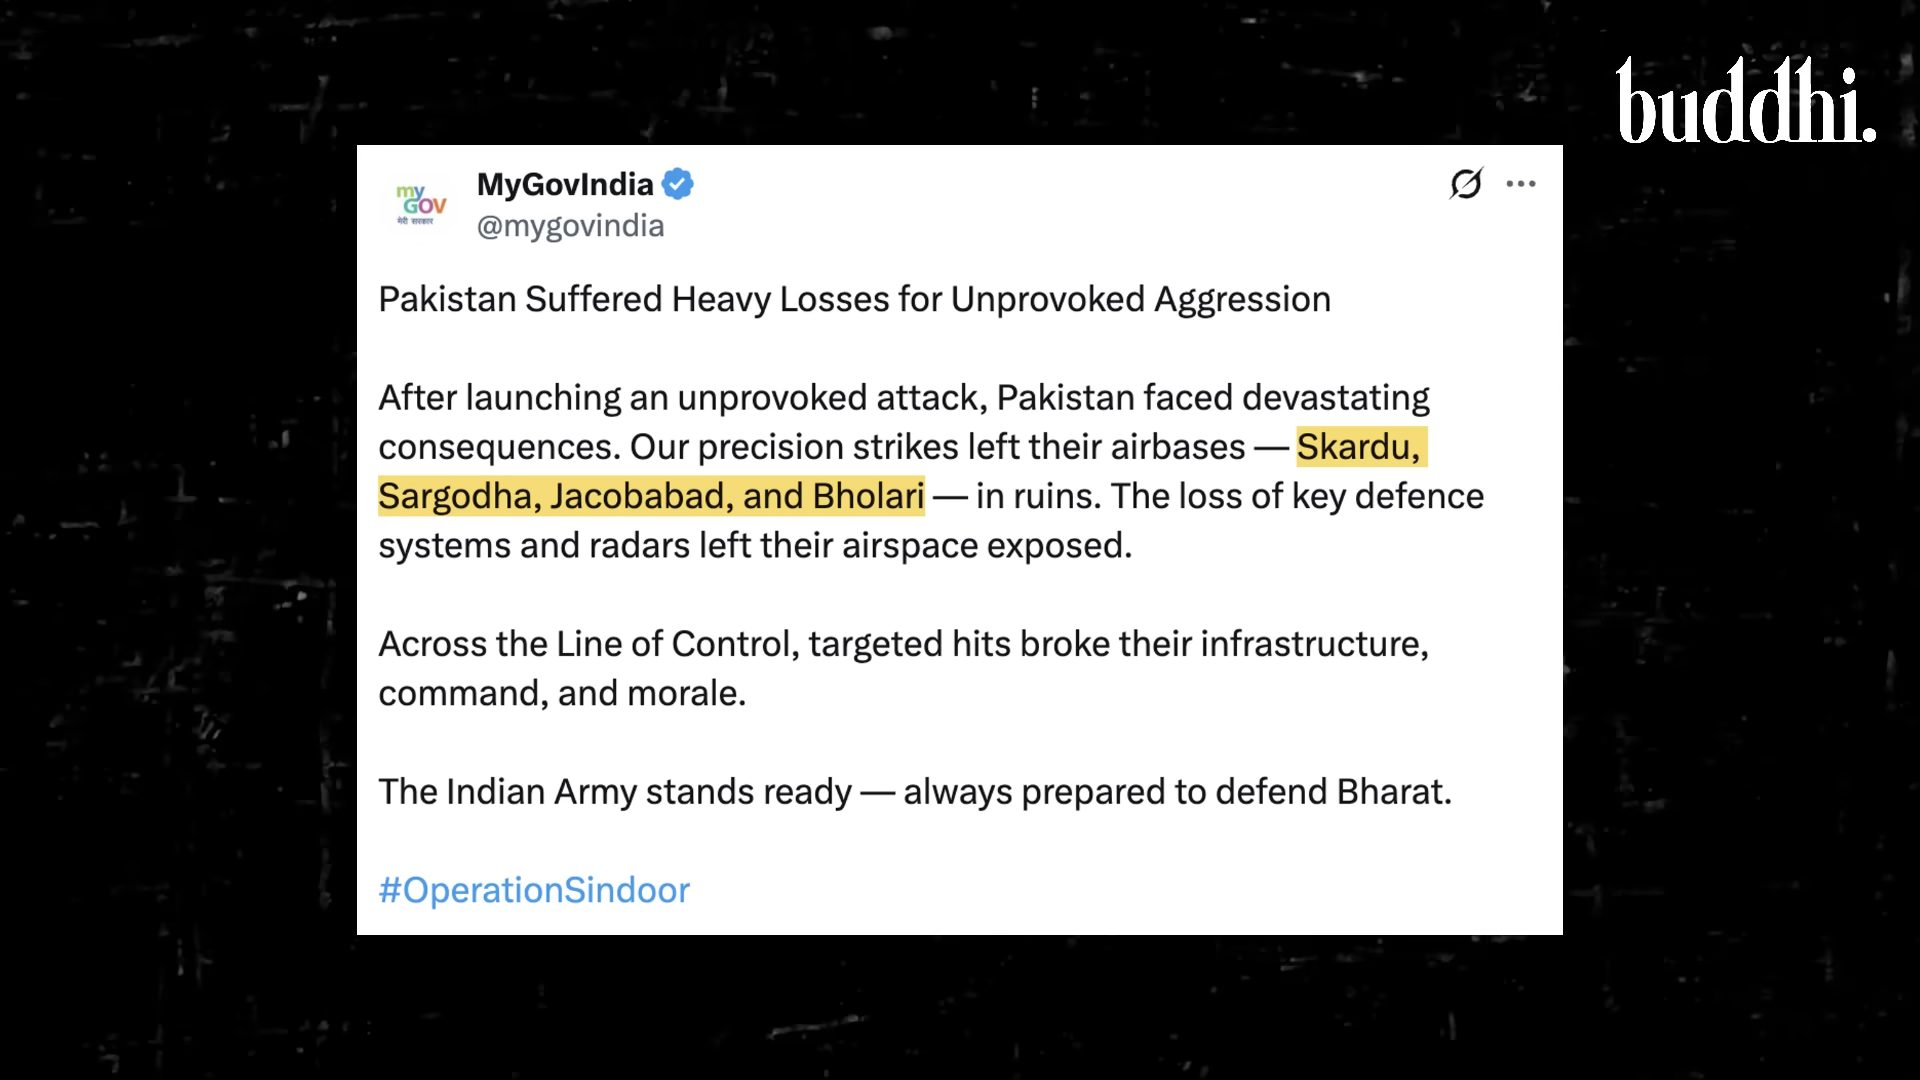 buddhi.
my
GOV
मेरी सरकार
MyGovIndia
@mygovindia
Pakistan Suffered Heavy Losses for Unprovoked Aggression
After launching an unprovoked attack, Pakistan faced devastating
consequences. Our precision strikes left their airbases — Skardu,
Sargodha, Jacobabad, and Bholari — in ruins. The loss of key defence
systems and radars left their airspace exposed.
Across the Line of Control, targeted hits broke their infrastructure,
command, and morale.
The Indian Army stands ready — always prepared to defend Bharat.
#OperationSindoor